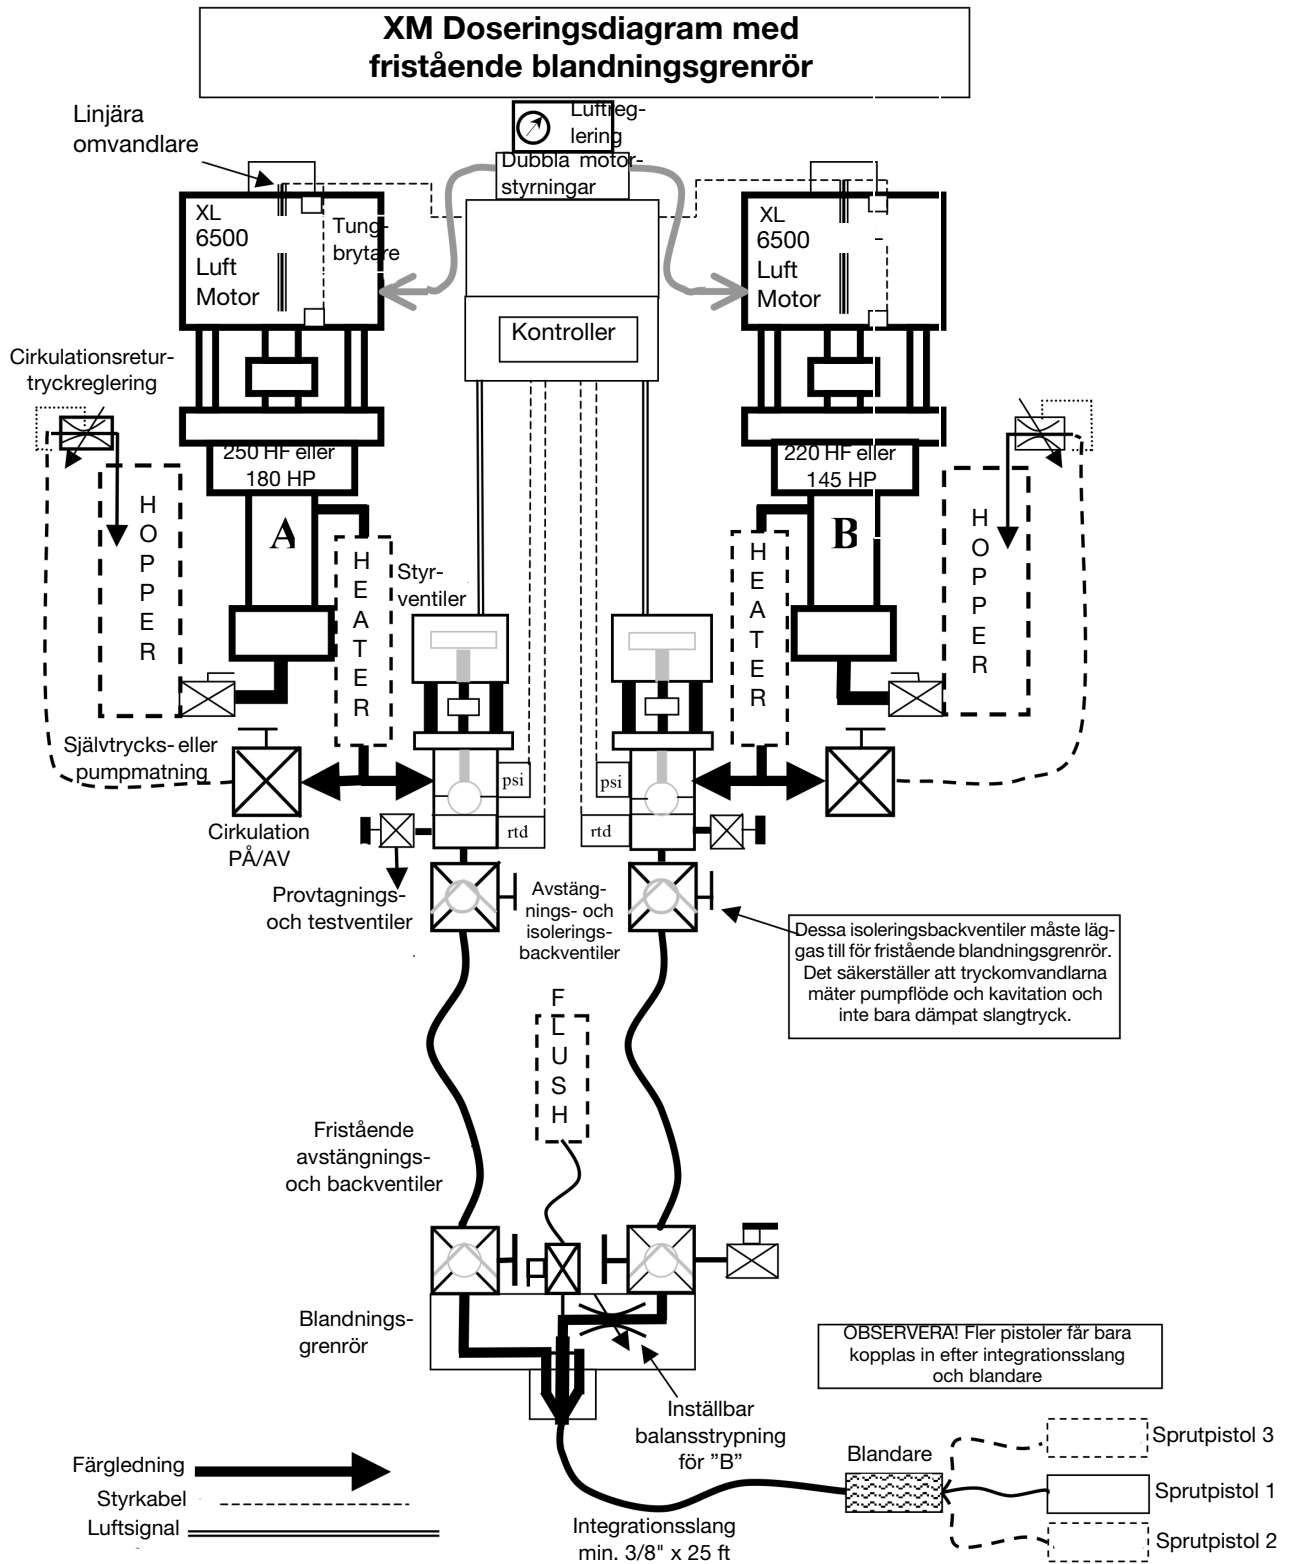 XM Doseringsdiagram med
fristående blandningsgrenrör
Luftreg-
lering
Dubbla motor-
styrningar
Linjära
omvandlare
XL
6500
Luft
Motor
Tung-
brytare
XL
6500
Luft
Motor
Kontroller
Cirkulationsretur-
tryckreglering
250 HF eller
180 HP
220 HF eller
145 HP
A
B
H
O
P
P
E
R
H
E
A
T
E
R
Styr-
ventiler
H
E
A
T
E
R
H
O
P
P
E
R
Självtrycks- eller
pumpmatning
psi
psi
rtd
rtd
Cirkulation
PÅ/AV
Provtagnings-
och testventiler
Avstäng-
nings- och
isolerings-
backventiler
Dessa isoleringsbackventiler måste läg-
gas till för fristående blandningsgrenrör.
Det säkerställer att tryckomvandlarna
mäter pumpflöde och kavitation och
inte bara dämpat slangtryck.
F
L
U
S
H
Fristående
avstängnings-
och backventiler
Blandnings-
grenrör
OBSERVERA! Fler pistoler får bara
kopplas in efter integrationsslang
och blandare
Inställbar
balansstrypning
för ”B”
Blandare
Sprutpistol 3
Sprutpistol 1
Sprutpistol 2
Integrationsslang
min. 3/8" x 25 ft
Färgledning
Styrkabel
Luftsignal